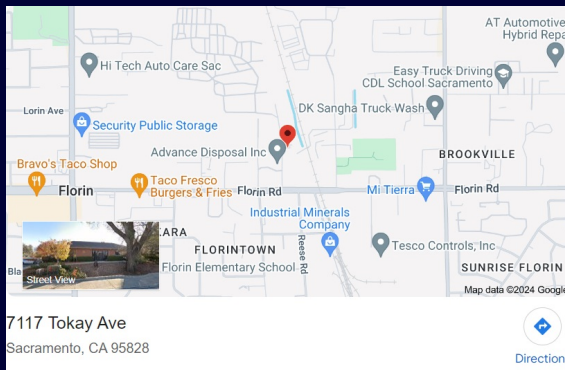 AT Automotive
Hybrid Repa
Hi Tech Auto Care Sac
Easy Truck Driving
CDL School Sacramento
Lorin Ave
DK Sangha Truck Wash
Security Public Storage
Advance Disposal Inc
BROOKVILLE
Bravo's Taco Shop
Florin
Taco Fresco
Burgers & Fries
Florin Rd
Mi Tierra
Florin Rd
Industrial Minerals
Company
KARA
FLORINTOWN
Reese Rd
Tesco Controls, Inc
Bla
Street View
Florin Elementary School
SUNRISE FLORIN
Map data ©2024 Google
7117 Tokay Ave
Sacramento, CA 95828
Direction